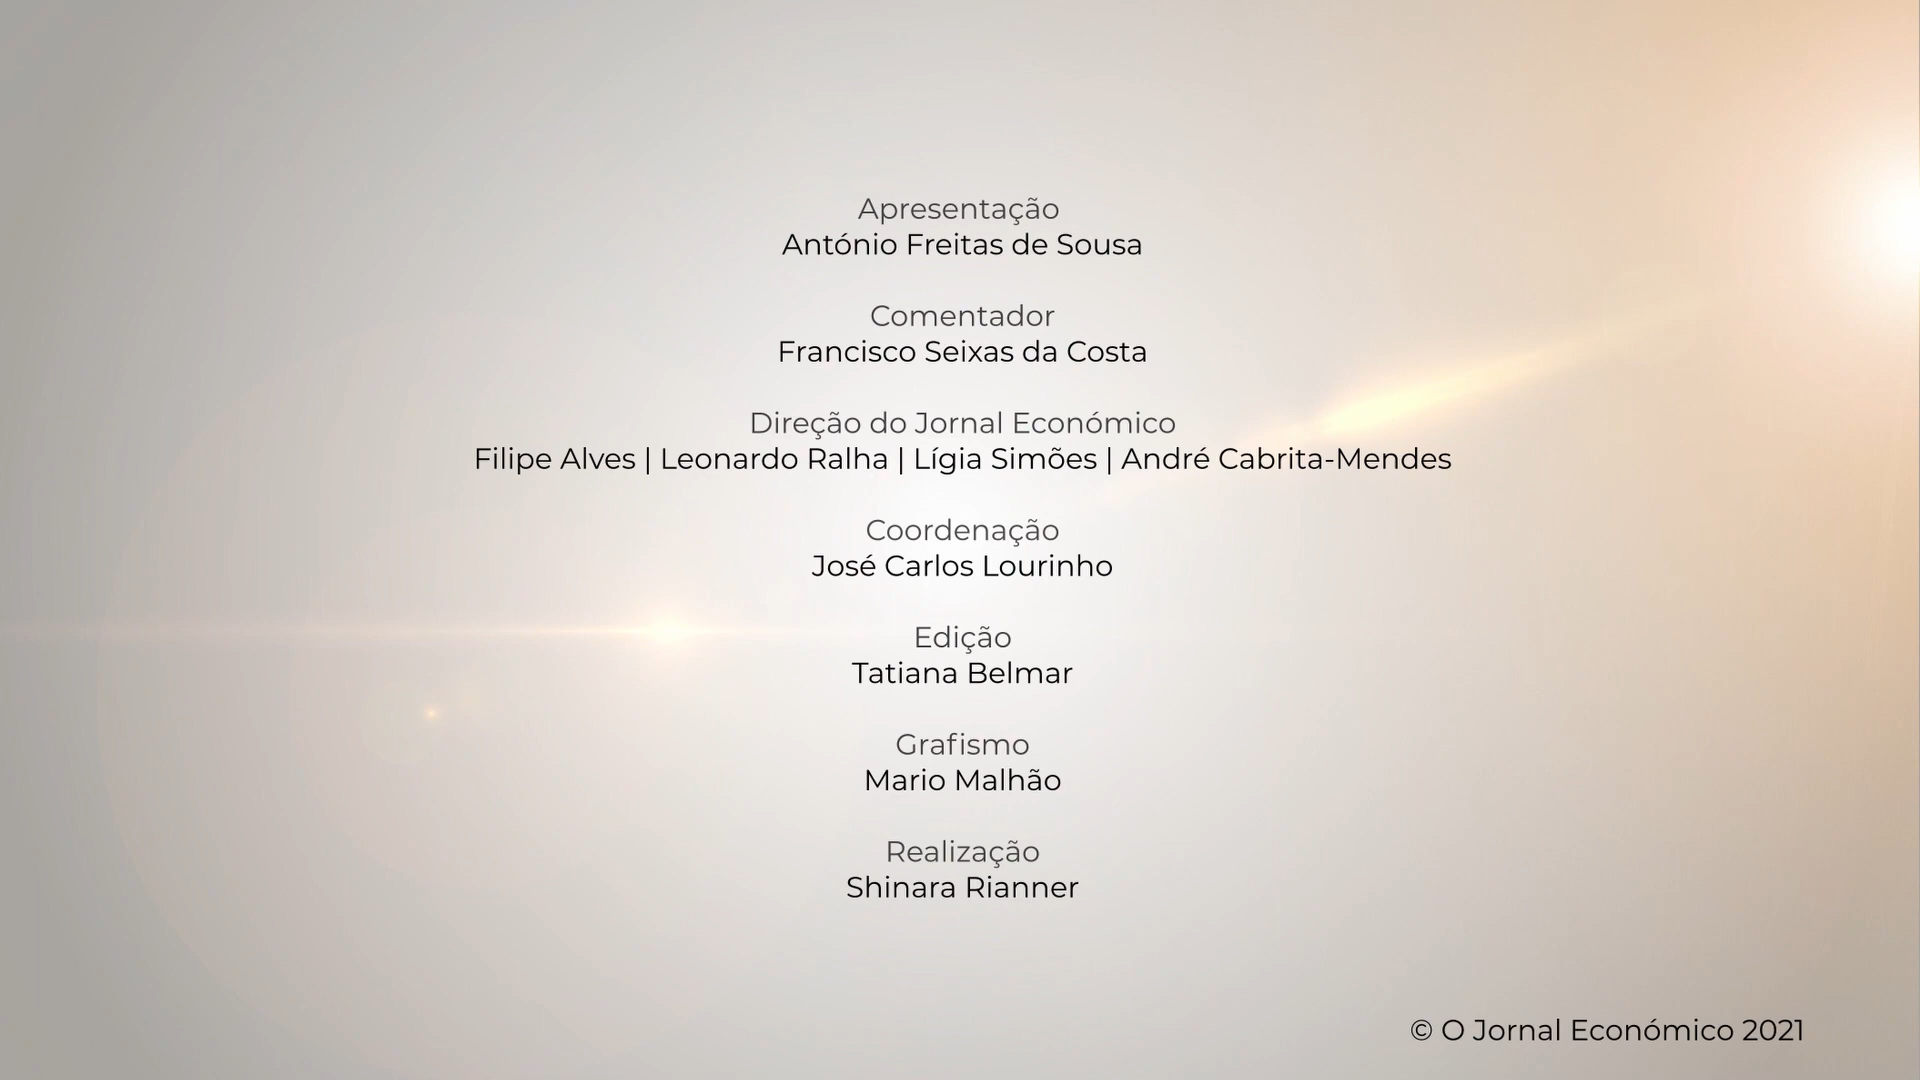 Apresentação
António Freitas de Sousa
Comentador
Francisco Seixas da Costa
Direção do Jornal Económico
Filipe Alves | Leonardo Ralha | Lígia Simões | André Cabrita-Mendes
Coordenação
José Carlos Lourinho
Edição
Tatiana Belmar
Grafismo
Mario Malhão
Realização
Shinara Rianner
© O Jornal Económico 2021